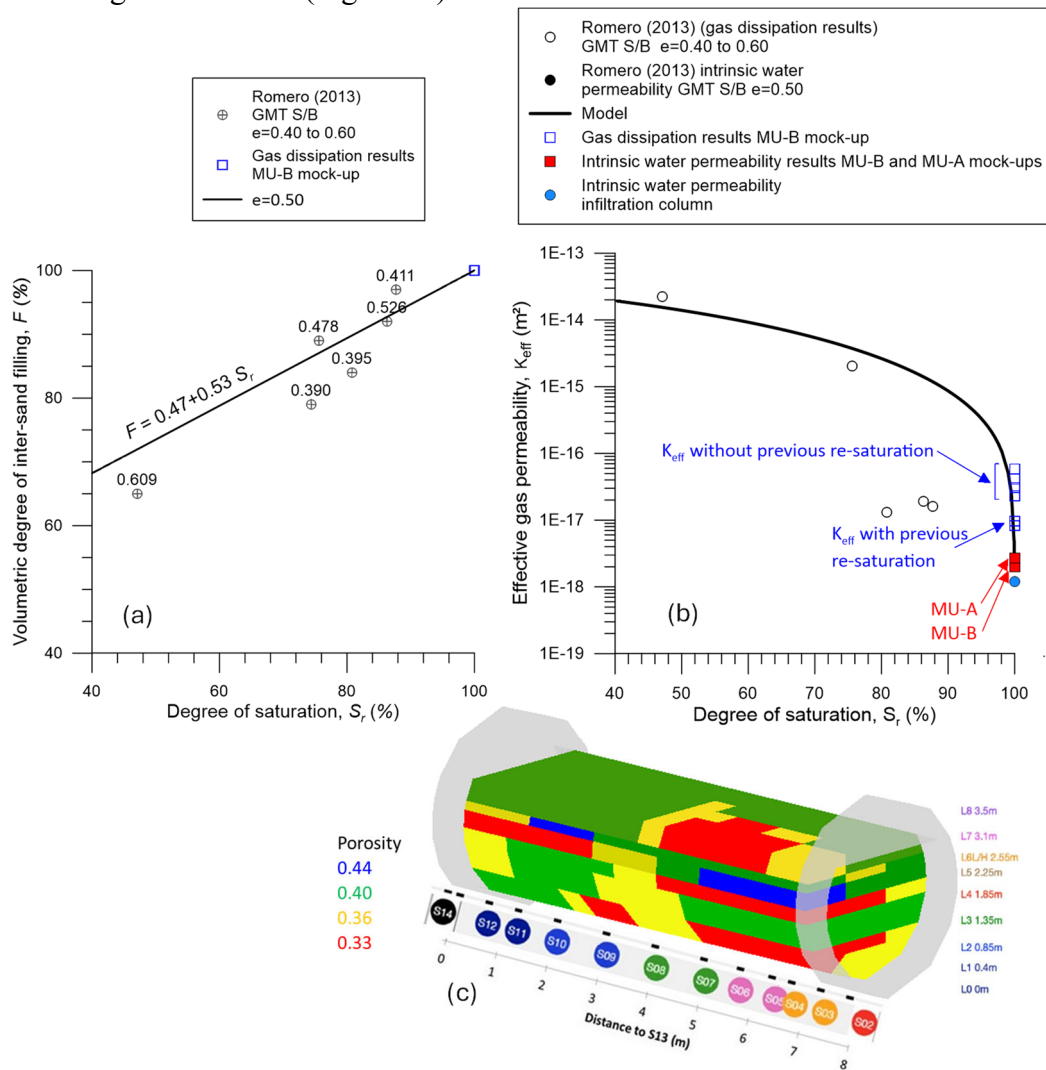 Romero (2013)
GMT S/B
e=0.40 to 0.60
Gas dissipation results
MU-B mock-up
e=0.50
Romero (2013) (gas dissipation results)
GMT S/B e=0.40 to 0.60
Romero (2013) intrinsic water
permeability GMT S/B e=0.50
Model
Gas dissipation results MU-B mock-up
Intrinsic water permeability results MU-B and MU-A mock-ups
Intrinsic water permeability
infiltration column
Volumetric degree of inter-sand filling, F (%)
100
80
60
40
0.411
0.526
0.478
0.395
0.390
0.609
F = 0.47+0.53 Sr
(a)
40 60 80 100
Degree of saturation, Sr (%)
Effective gas permeability, Keff (m²)
1E-13
1E-14
1E-15
1E-16
1E-17
1E-18
1E-19
Keff without previous re-saturation
Keff with previous
re-saturation
MU-A
MU-B
(b)
40 50 60 70 80 90 100
Degree of saturation, Sr (%)
Porosity
0.44
0.40
0.36
0.33
L8 3.5m
L7 3.1m
L6L/H 2.55m
L5 2.25m
L4 1.85m
L3 1.35m
L2 0.85m
L1 0.4m
L0 0m
S14 S12 S11 S10 S09 S08 S07 S06 S05 S04 S03 S02
0 1 2 3 4 5 6 7 8
Distance to S13 (m)
(c)